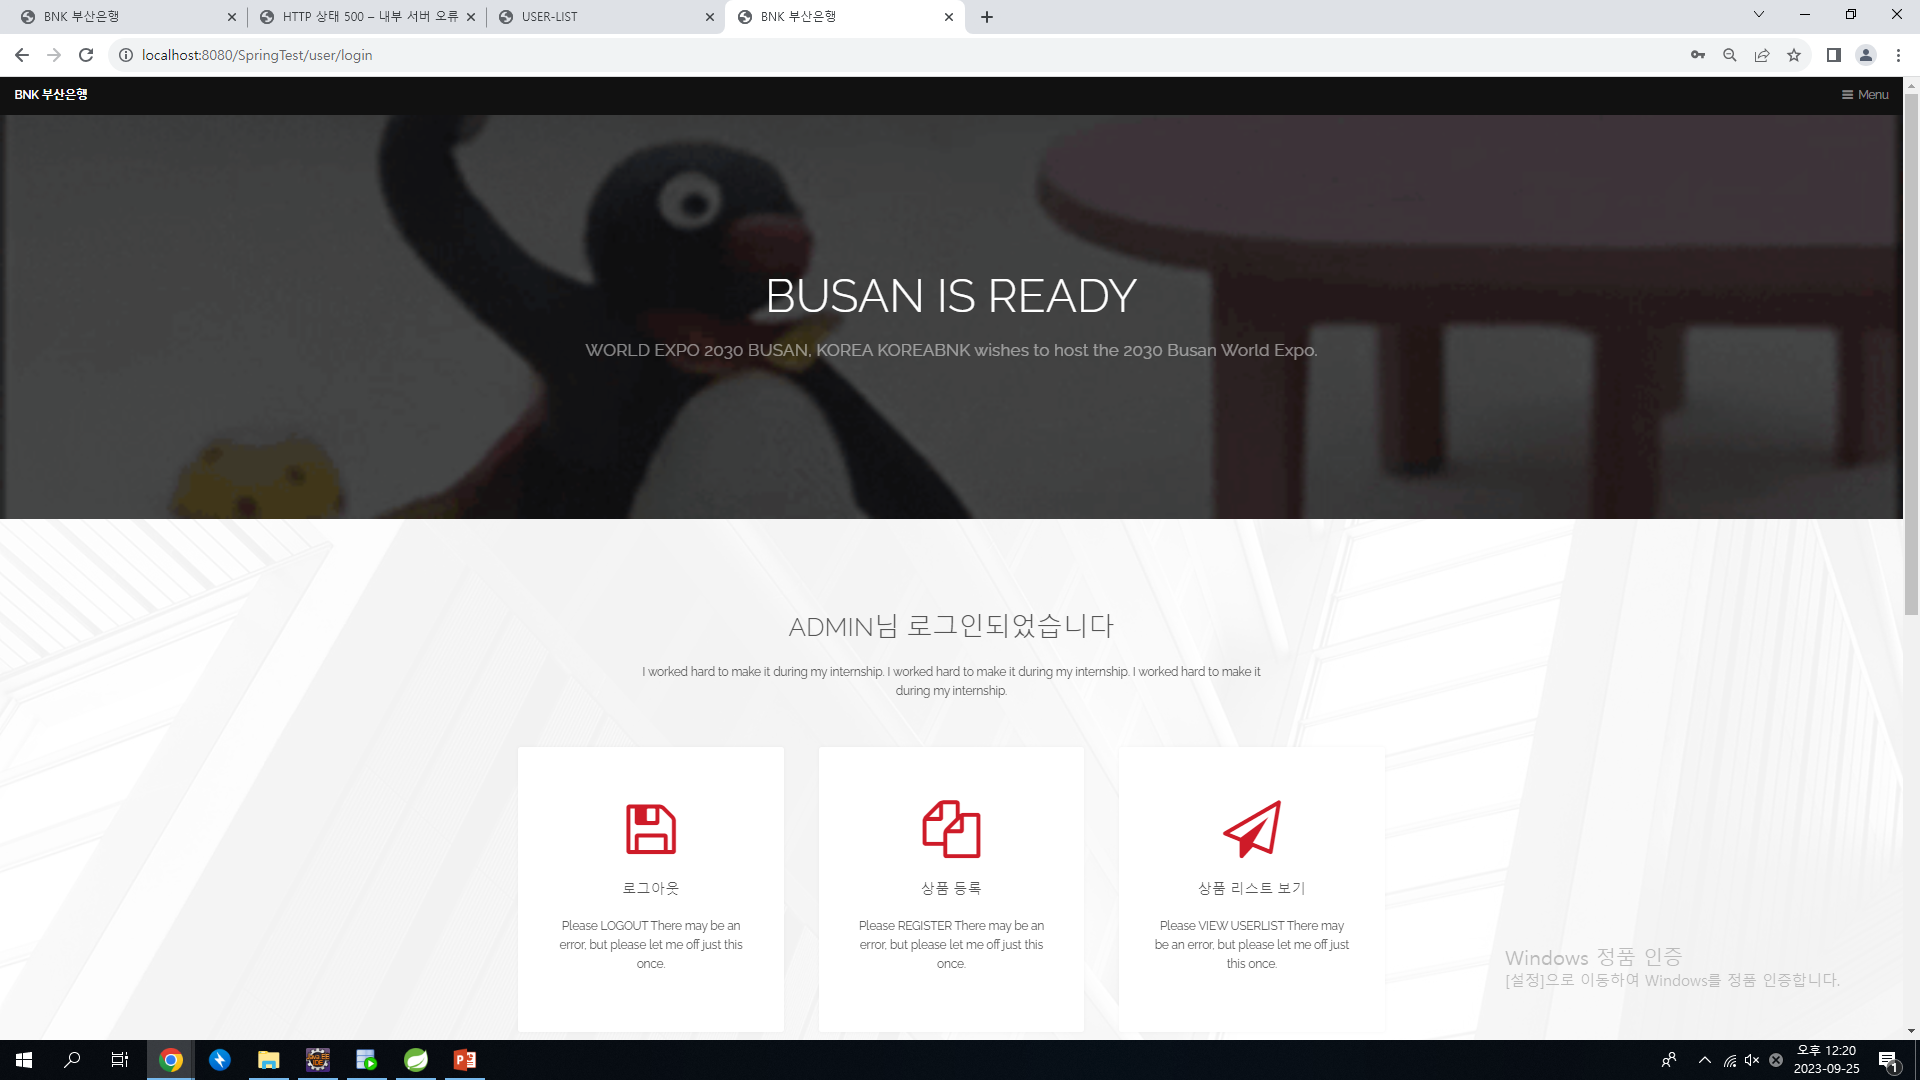 BNK 부산은행
HTTP 상태 500 – 내부 서버 오류
USER-LIST
BNK 부산은행
localhost:8080/SpringTest/user/login
BNK 부산은행
Menu
BUSAN IS READY
WORLD EXPO 2030 BUSAN, KOREA KOREABNK wishes to host the 2030 Busan World Expo.
ADMIN님 로그인되었습니다
I worked hard to make it during my internship. I worked hard to make it during my internship. I worked hard to make it
during my internship.
로그아웃
Please LOGOUT There may be an
error, but please let me off just this
once.
상품 등록
Please REGISTER There may be an
error, but please let me off just this
once.
상품 리스트 보기
Please VIEW USERLIST There may
be an error, but please let me off just
this once.
Windows 정품 인증
[설정]으로 이동하여 Windows를 정품 인증합니다.
오후 12:20
2023-09-25
1